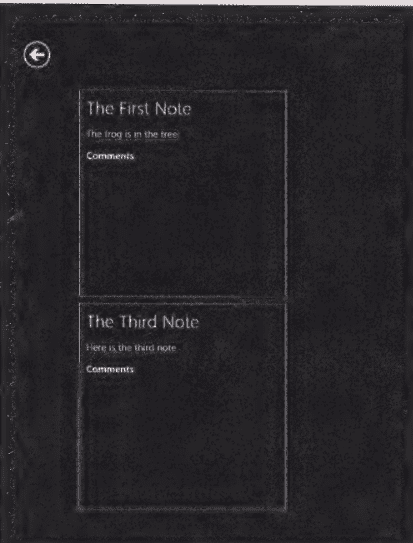 The First Note
The frog is in the tree
Comments
The Third Note
Here is the third note
Comments